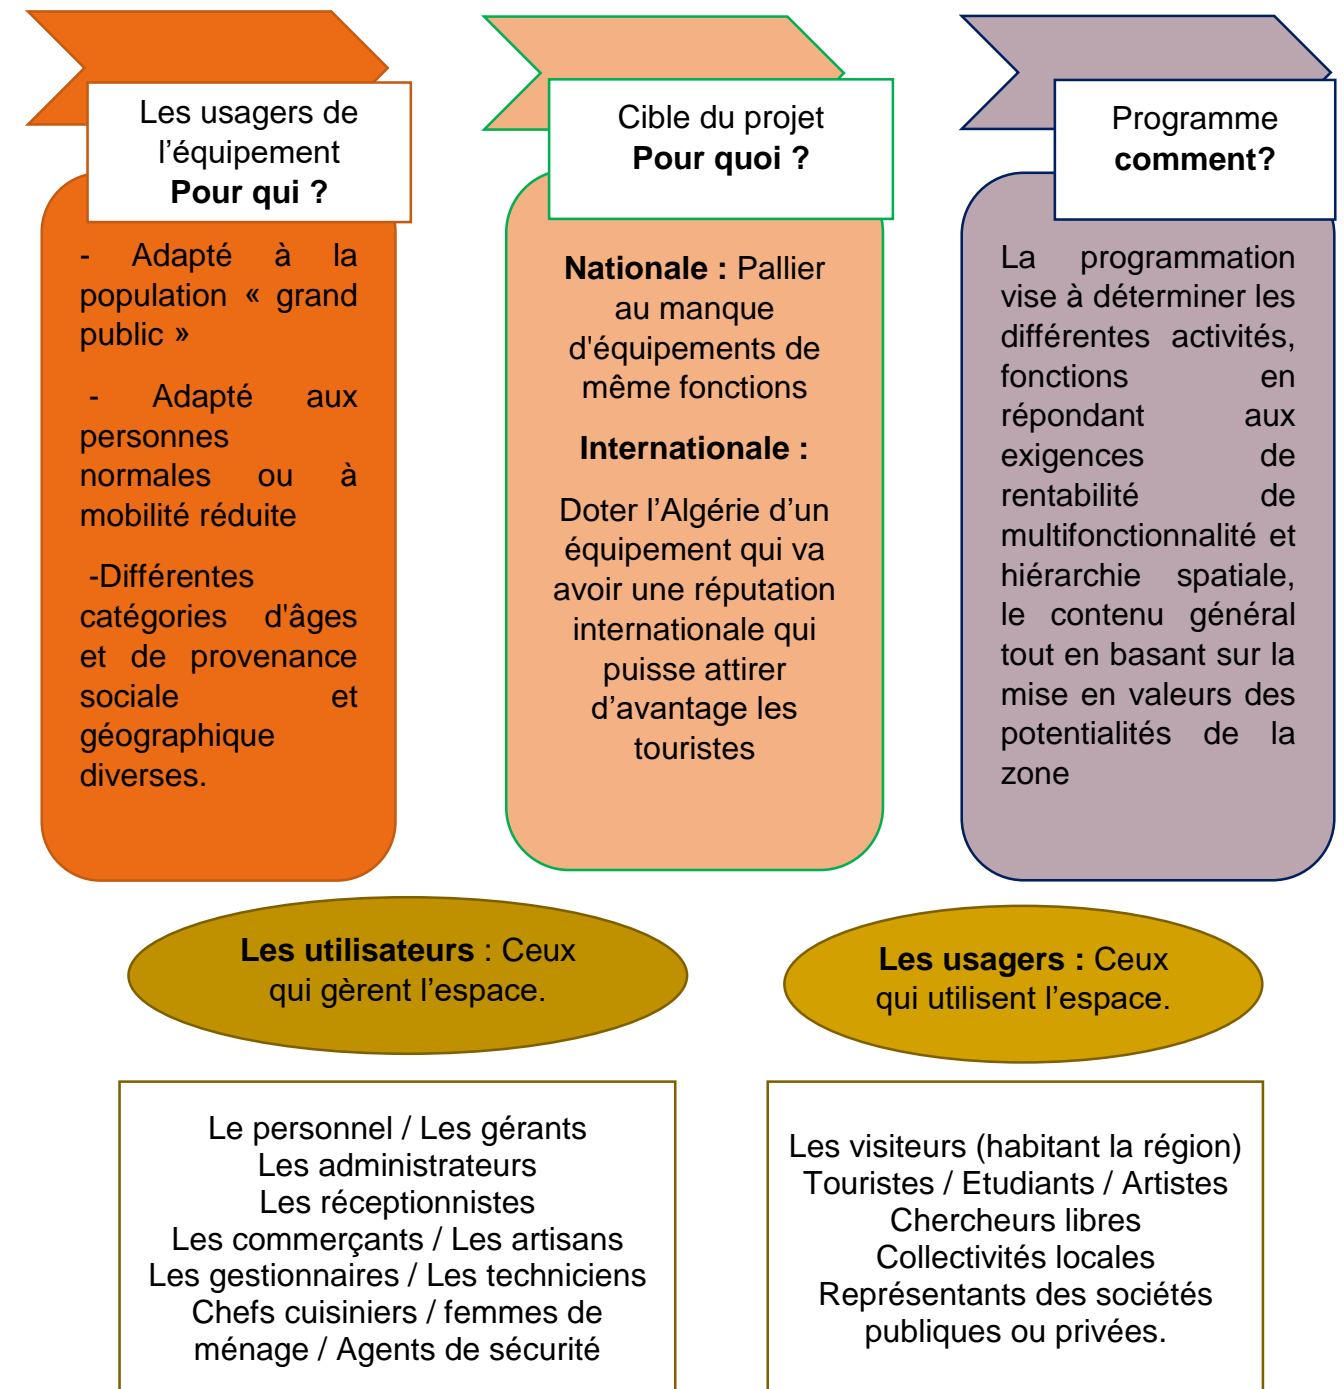 Les usagers de
l’équipement
Pour qui ?
- Adapté à la
population « grand
public »
- Adapté aux
personnes
normales ou à
mobilité réduite
-Différentes
catégories d'âges
et de provenance
sociale et
géographique
diverses.
Cible du projet
Pour quoi ?
Nationale : Pallier
au manque
d'équipements de
même fonctions
Internationale :
Doter l’Algérie d’un
équipement qui va
avoir une réputation
internationale qui
puisse attirer
d’avantage les
touristes
Programme
comment?
La programmation
vise à déterminer les
différentes activités,
fonctions en
répondant aux
exigences de
rentabilité de
multifonctionnalité et
hiérarchie spatiale,
le contenu général
tout en basant sur la
mise en valeurs des
potentialités de la
zone
Les utilisateurs : Ceux
qui gèrent l’espace.
Le personnel / Les gérants
Les administrateurs
Les réceptionnistes
Les commerçants / Les artisans
Les gestionnaires / Les techniciens
Chefs cuisiniers / femmes de
ménage / Agents de sécurité
Les usagers : Ceux
qui utilisent l’espace.
Les visiteurs (habitant la région)
Touristes / Etudiants / Artistes
Chercheurs libres
Collectivités locales
Représentants des sociétés
publiques ou privées.